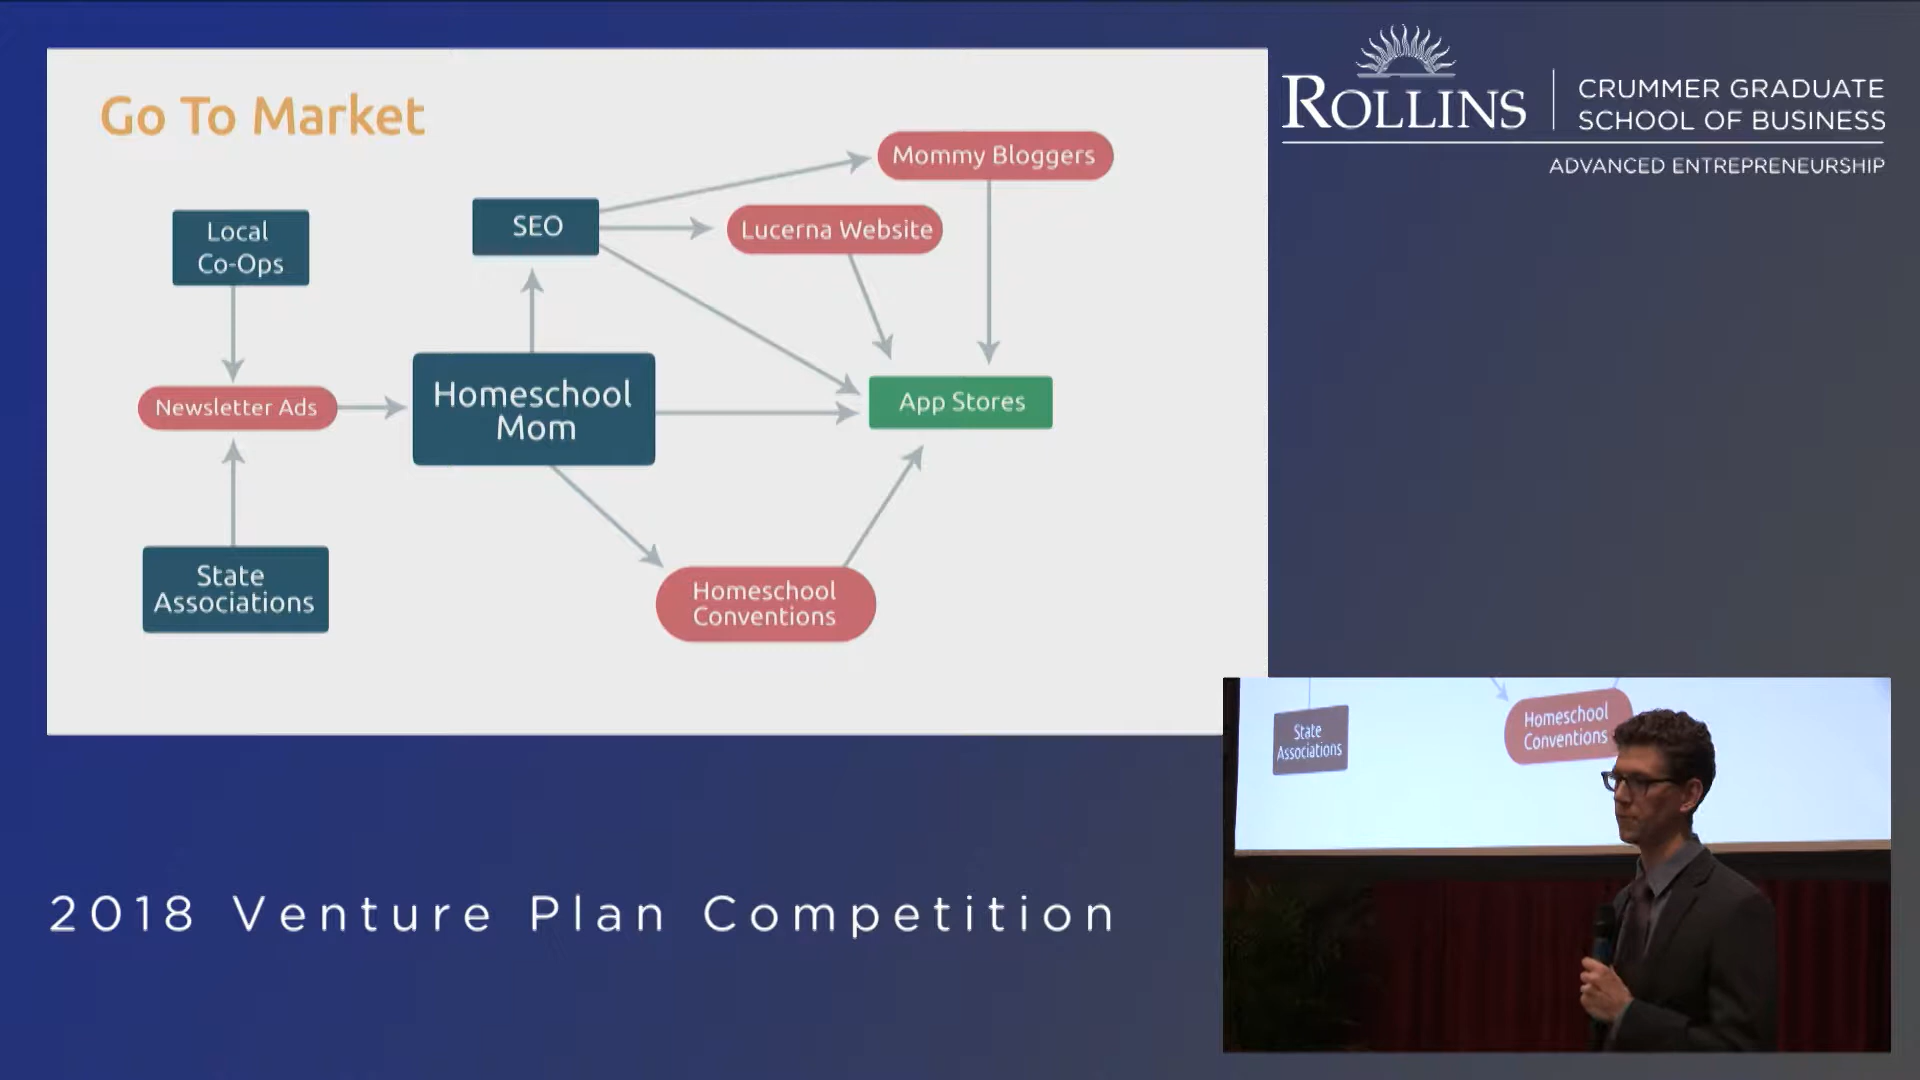 Go To Market
Mommy Bloggers
Local
Co-Ops
SEO
Lucerna Website
Newsletter Ads
Homeschool
Mom
App Stores
State
Associations
Homeschool
Conventions
ROLLINS
CRUMMER GRADUATE
SCHOOL OF BUSINESS
ADVANCED ENTREPRENEURSHIP
State
Associations
Homeschool
Conventions
2018 Venture Plan Competition